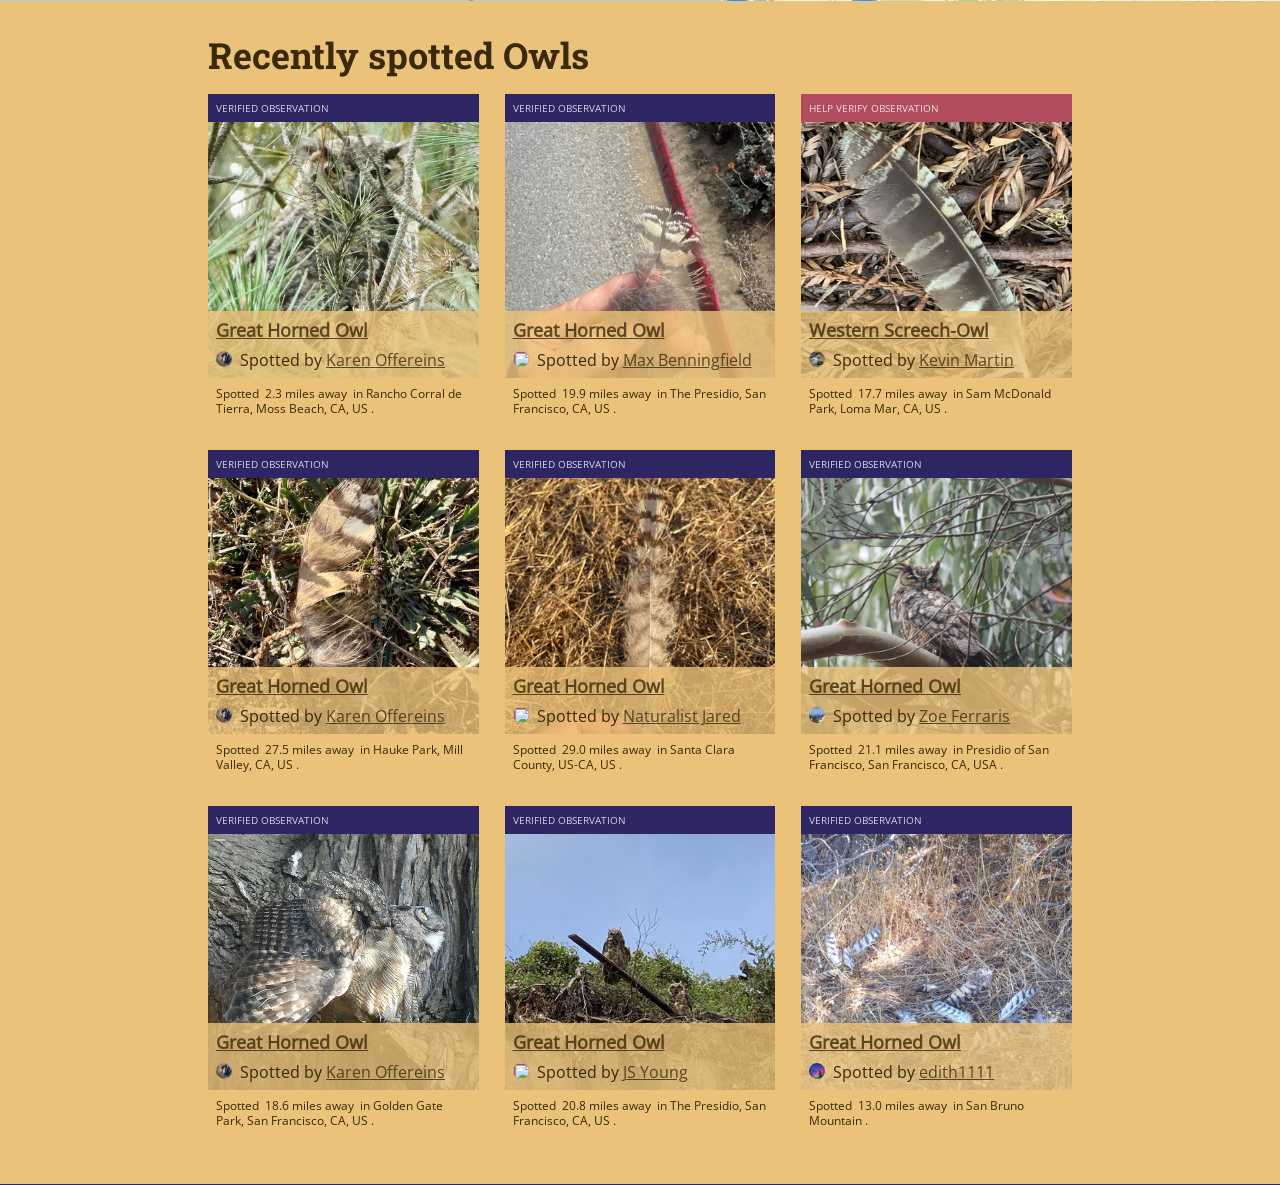 Recently spotted Owls
VERIFIED OBSERVATION
Great Horned Owl
Spotted by Karen Offereins
Spotted 2.3 miles away in Rancho Corral de
Tierra, Moss Beach, CA, US .
VERIFIED OBSERVATION
Great Horned Owl
Spotted by Max Benningfield
Spotted 19.9 miles away in The Presidio, San
Francisco, CA, US .
HELP VERIFY OBSERVATION
Western Screech-Owl
Spotted by Kevin Martin
Spotted 17.7 miles away in Sam McDonald
Park, Loma Mar, CA, US .
VERIFIED OBSERVATION
Great Horned Owl
Spotted by Karen Offereins
Spotted 27.5 miles away in Hauke Park, Mill
Valley, CA, US .
VERIFIED OBSERVATION
Great Horned Owl
Spotted by Naturalist Jared
Spotted 29.0 miles away in Santa Clara
County, US-CA, US .
VERIFIED OBSERVATION
Great Horned Owl
Spotted by Zoe Ferraris
Spotted 21.1 miles away in Presidio of San
Francisco, San Francisco, CA, USA .
VERIFIED OBSERVATION
Great Horned Owl
Spotted by Karen Offereins
Spotted 18.6 miles away in Golden Gate
Park, San Francisco, CA, US .
VERIFIED OBSERVATION
Great Horned Owl
Spotted by JS Young
Spotted 20.8 miles away in The Presidio, San
Francisco, CA, US .
VERIFIED OBSERVATION
Great Horned Owl
Spotted by edith1111
Spotted 13.0 miles away in San Bruno
Mountain .